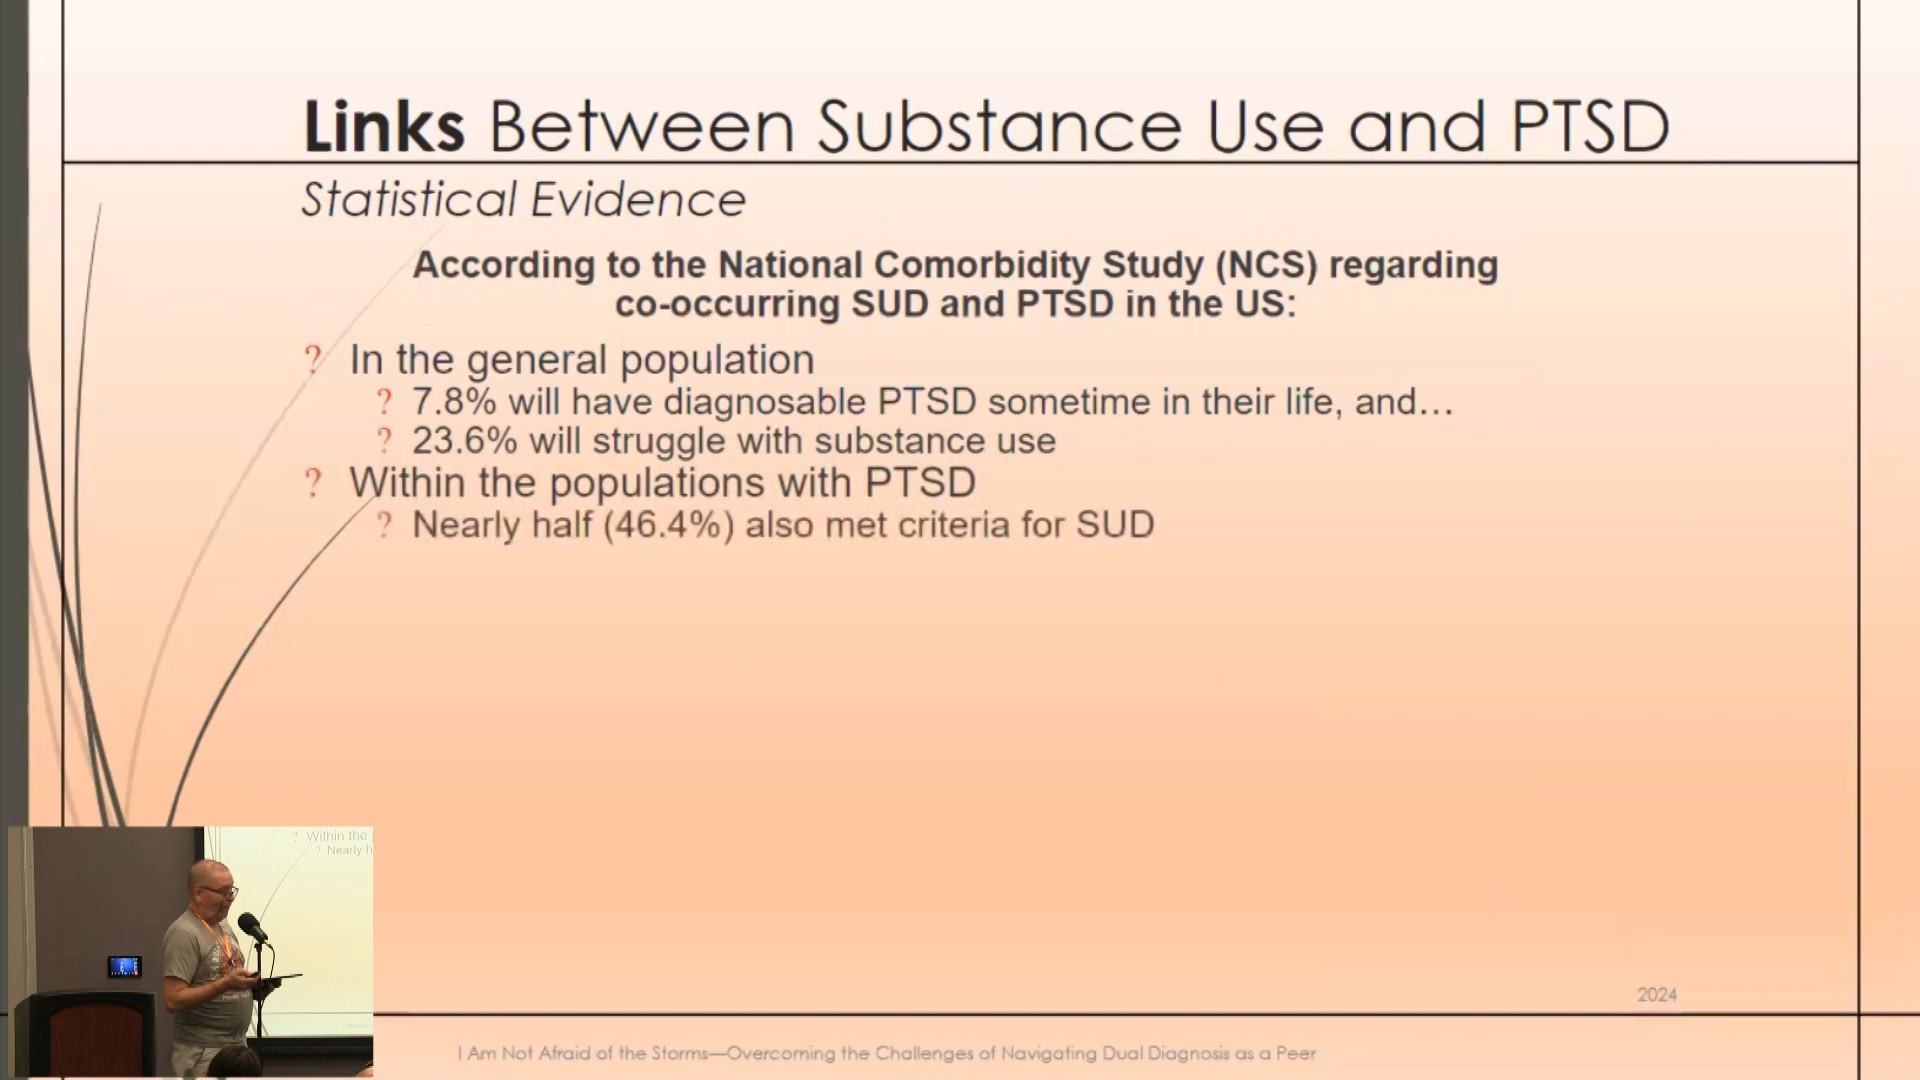 Links Between Substance Use and PTSD
Statistical Evidence
According to the National Comorbidity Study (NCS) regarding
co-occurring SUD and PTSD in the US:
? In the general population
? 7.8% will have diagnosable PTSD sometime in their life, and…
? 23.6% will struggle with substance use
? Within the populations with PTSD
? Nearly half (46.4%) also met criteria for SUD
? Within the
? Nearly h
2024
I Am Not Afraid of the Storms—Overcoming the Challenges of Navigating Dual Diagnosis as a Peer